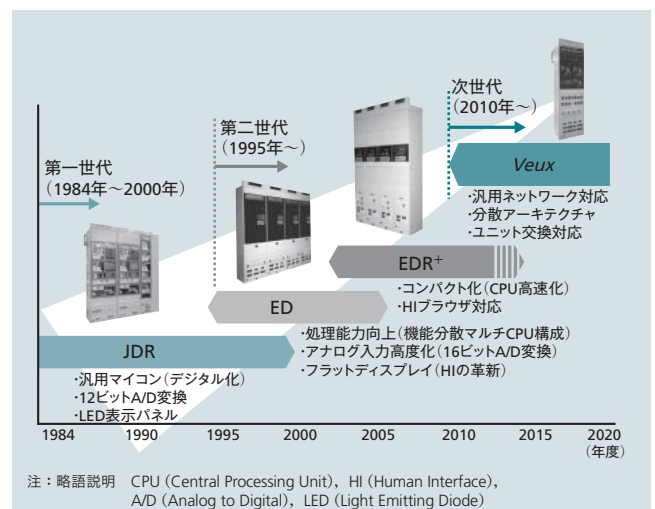 次世代
(2010年~)
第二世代
(1995年~)
第一世代
(1984年~2000年)
Veux
・汎用ネットワーク対応
・分散アーキテクチャ
・ユニット交換対応
EDR+
・コンパクト化(CPU高速化)
・HIブラウザ対応
ED
・処理能力向上(機能分散マルチCPU構成)
・アナログ入力高度化(16ビットA/D変換)
・フラットディスプレイ(HIの革新)
JDR
・汎用マイコン(デジタル化)
・12ビットA/D変換
・LED表示パネル
1984 1990 1995 2000 2005 2010 2015 2020
(年度)
注:略語説明 CPU(Central Processing Unit),HI(Human Interface),
A/D(Analog to Digital),LED(Light Emitting Diode)